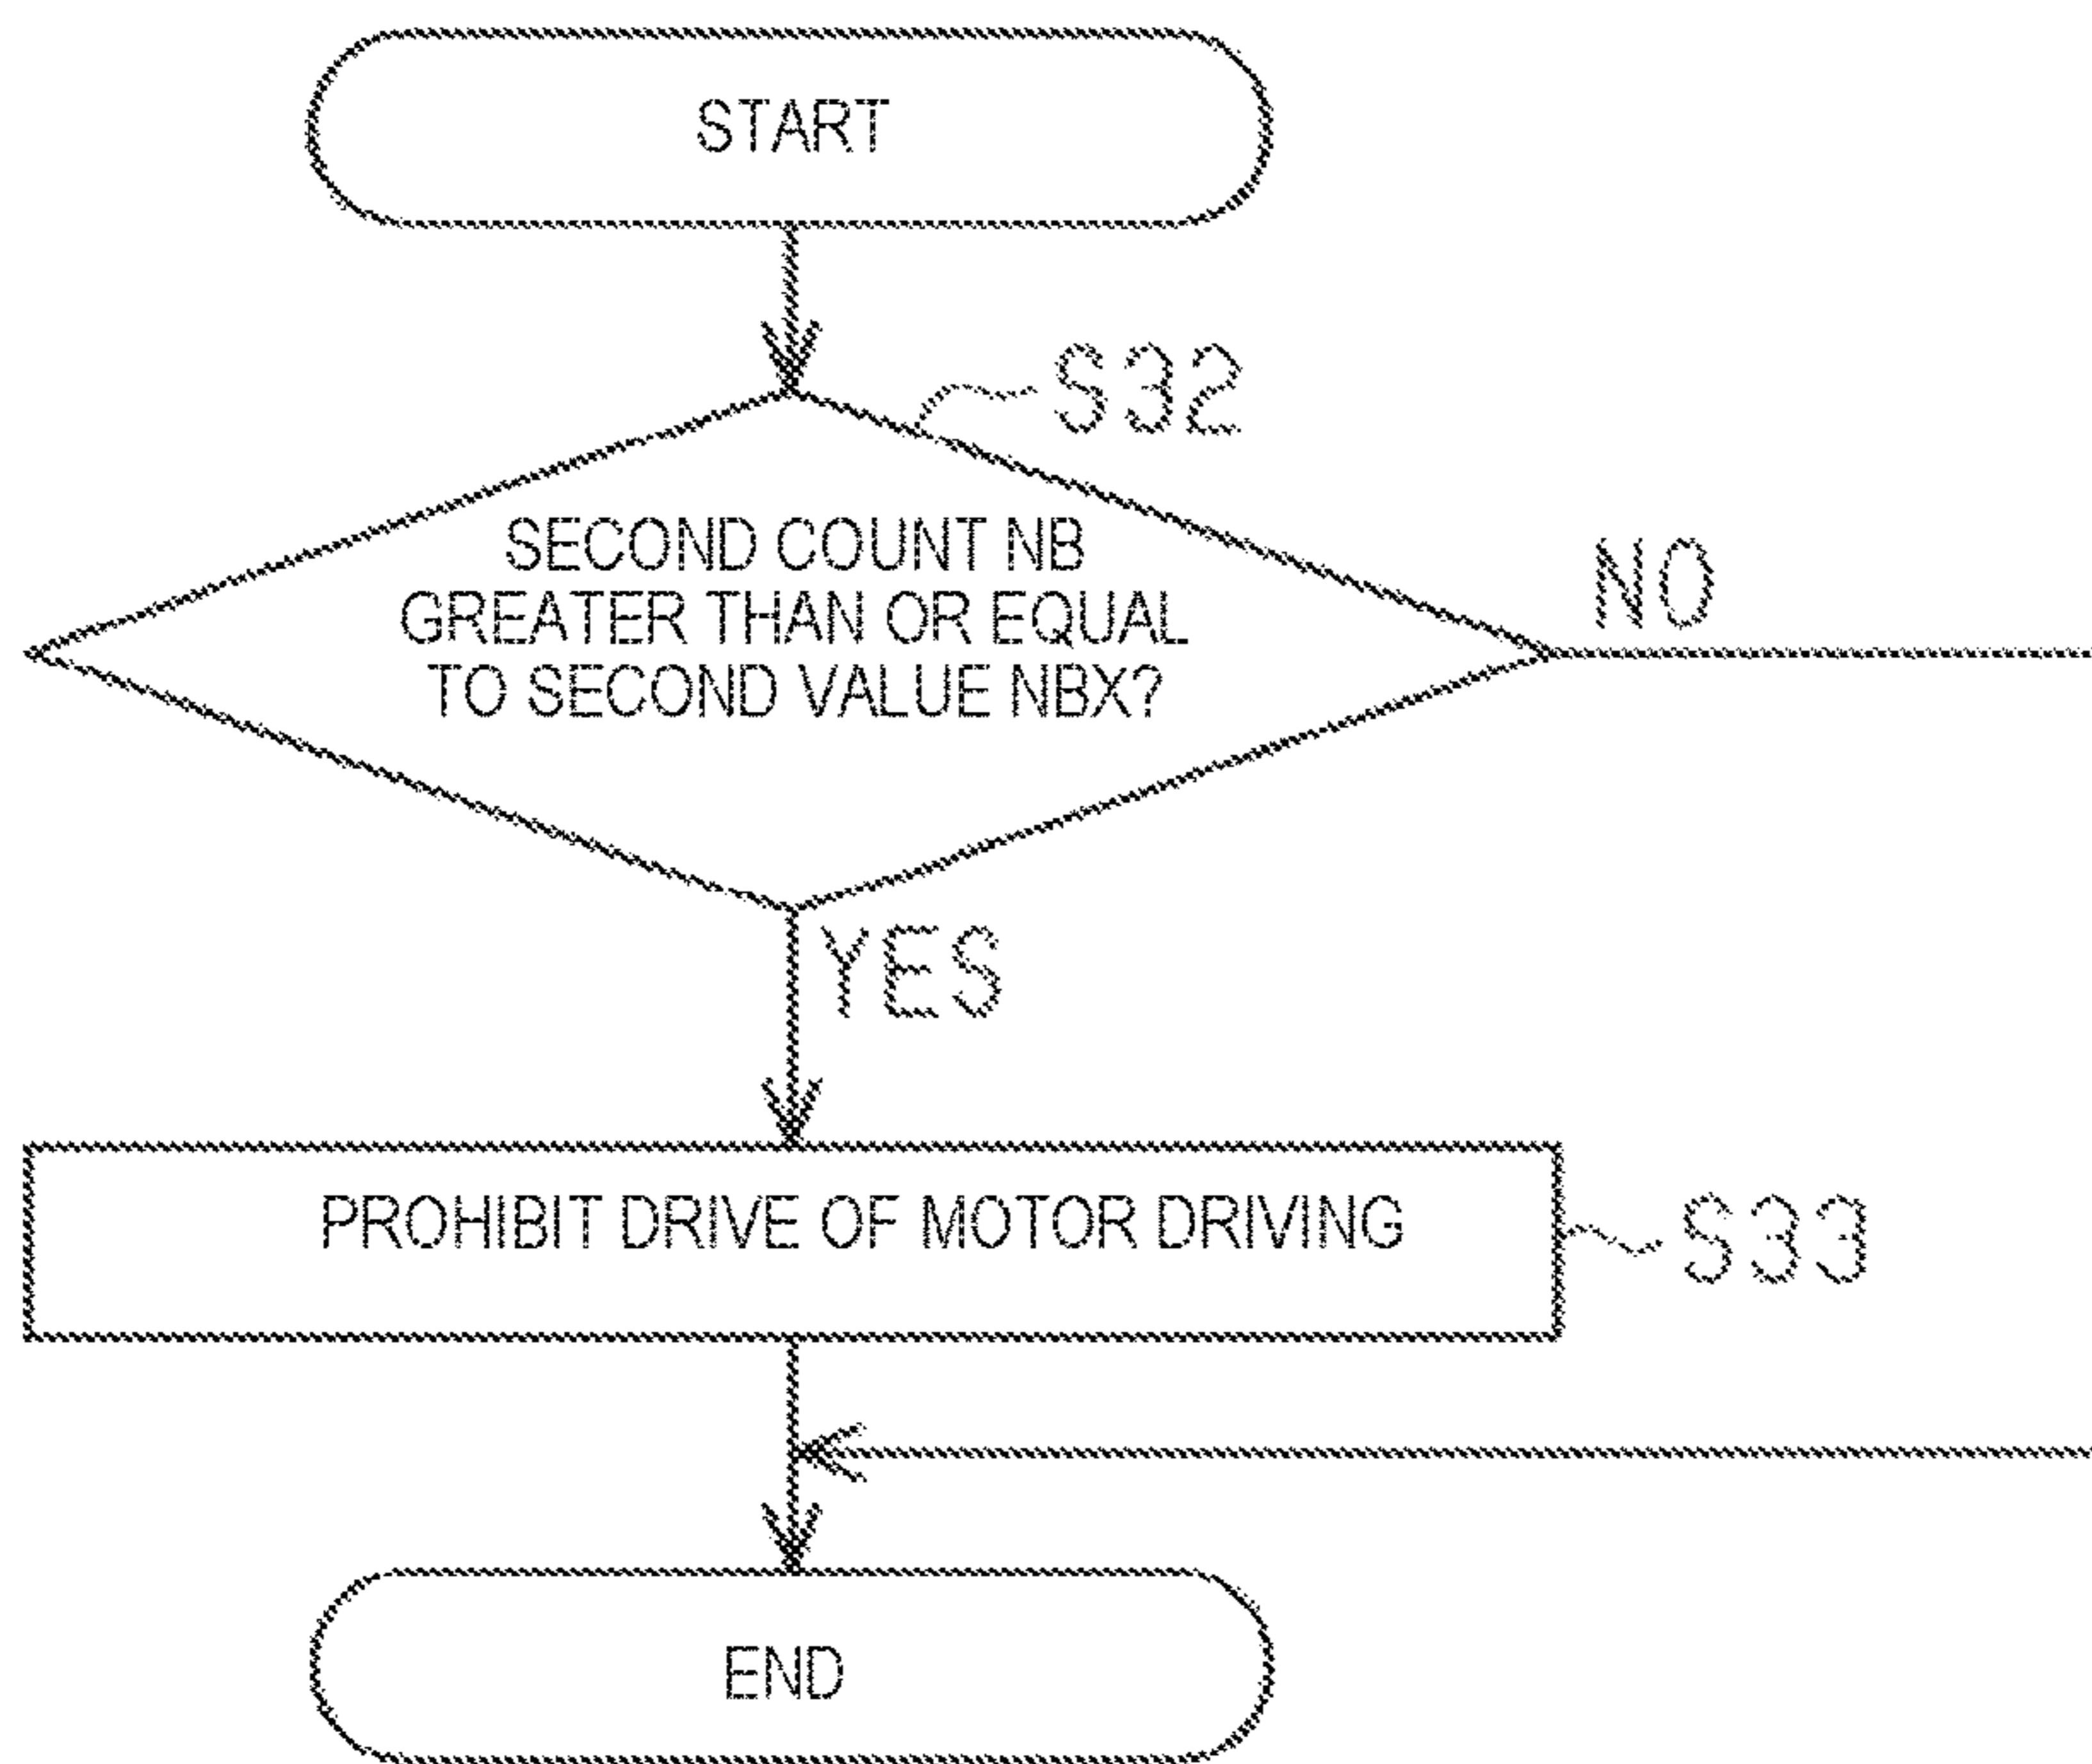 START
S32
SECOND COUNT NB
GREATER THAN OR EQUAL
TO SECOND VALUE NBX?
NO
YES
PROHIBIT DRIVE OF MOTOR DRIVING
S33
END